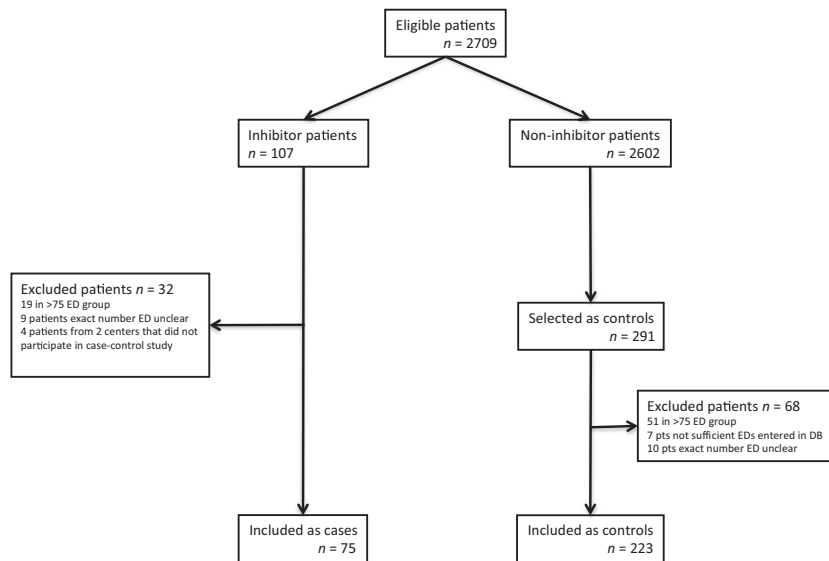 Eligible patients
n = 2709
Inhibitor patients
n = 107
Non-inhibitor patients
n = 2602
Excluded patients n = 32
19 in >75 ED group
9 patients exact number ED unclear
4 patients from 2 centers that did not
participate in case-control study
Selected as controls
n = 291
Excluded patients n = 68
51 in >75 ED group
7 pts not sufficient EDs entered in DB
10 pts exact number ED unclear
Included as cases
n = 75
Included as controls
n = 223